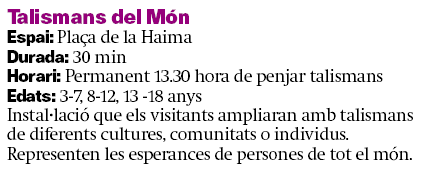 Talismans del Món
Espai: Plaça de la Haima
Durada: 30 min
Horari: Permanent 13.30 hora de penjar talismans
Edats: 3-7, 8-12, 13 -18 anys
Instal·lació que els visitants ampliaran amb talismans
de diferents cultures, comunitats o individus.
Representen les esperances de persones de tot el món.